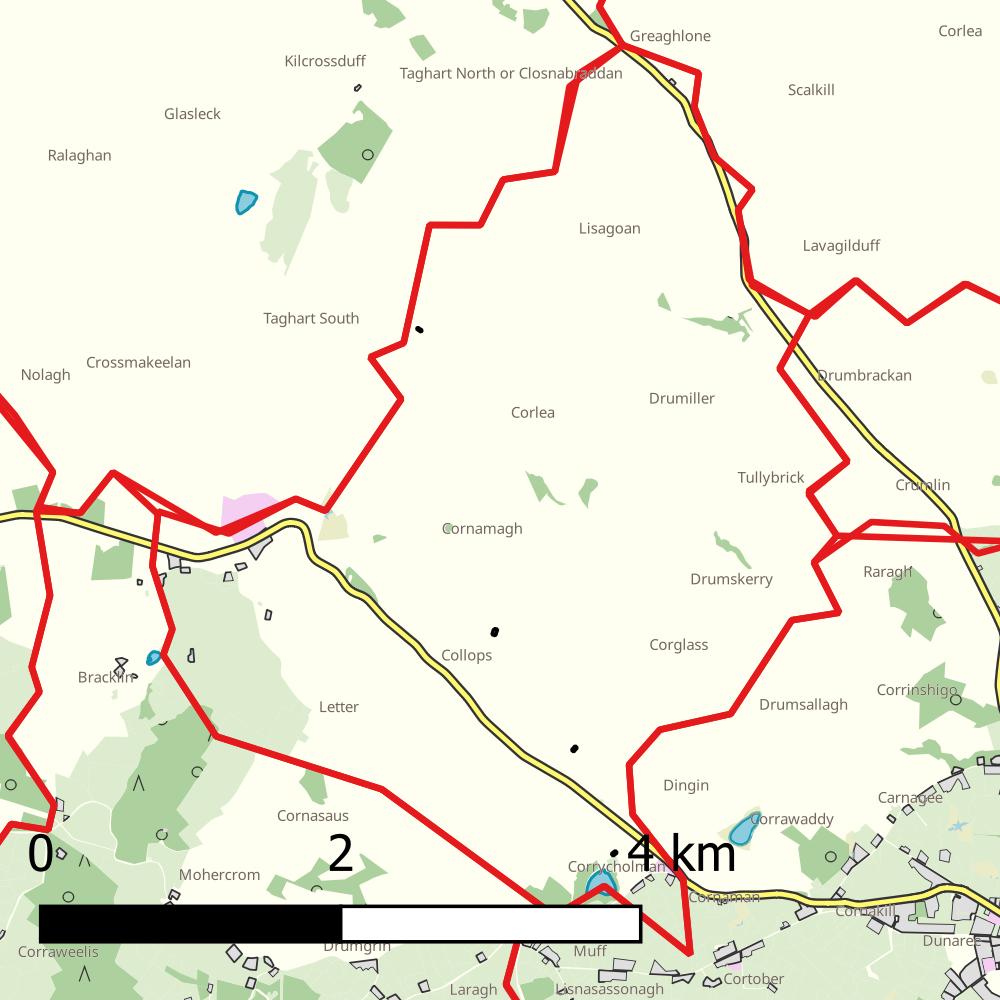 Corlea
Greaghlone
Kilcrossduff
Taghart North or Closnabraddan
Scalkill
Glasleck
Ralaghan
Lisagoan
Lavagilduff
Taghart South
Crossmakeelan
Nolagh
Drumbrackan
Drumiller
Corlea
Tullybrick
Crumlin
Cornamagh
Raragh
Drumskerry
Corglass
Collops
Bracklin
Corrinshigo
Drumsallagh
Letter
Dingin
Carnagee
Cornasaus
Corrawaddy
0 2 4 km
Corrycholman
Mohercrom
Cornaman
Cornakill
Dunaree
Drumgrin
Corraweelis
Muff
Cortober
Laragh
Lisnasassonagh